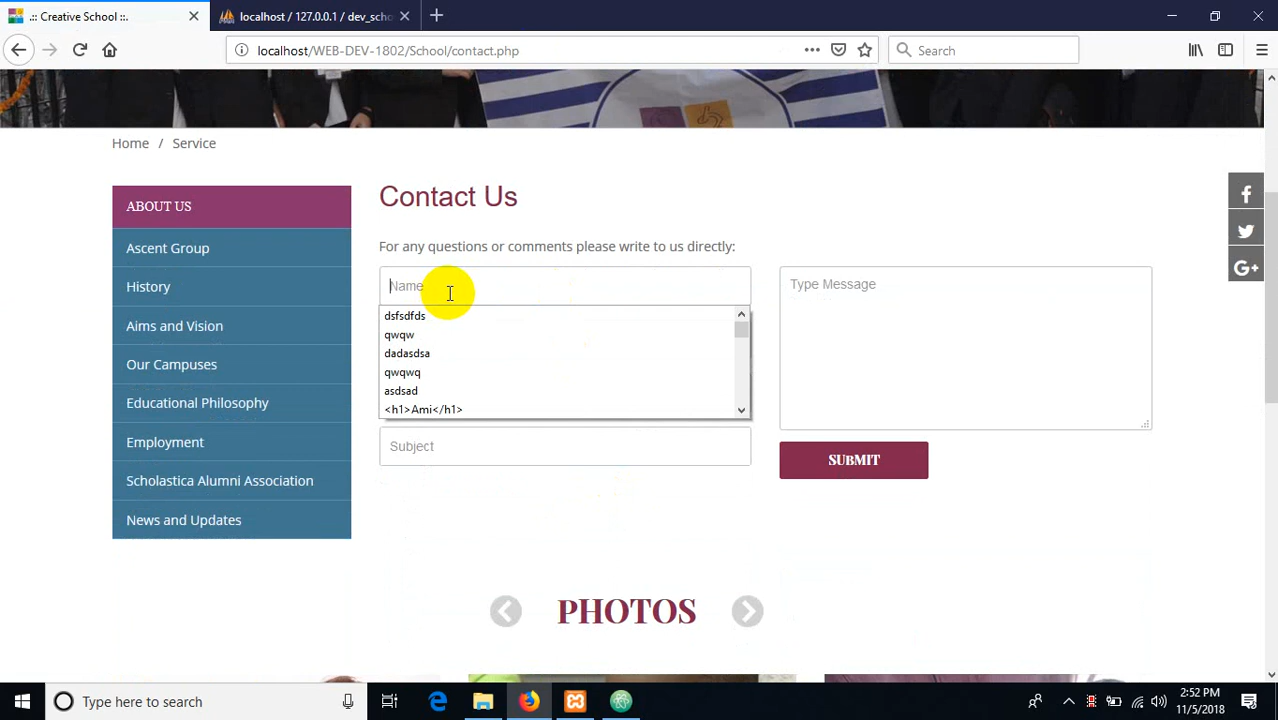 .:: Creative School ::.
localhost / 127.0.0.1 / dev_scho
localhost/WEB-DEV-1802/School/contact.php
Search
Home / Service
ABOUT US
Ascent Group
History
Aims and Vision
Our Campuses
Educational Philosophy
Employment
Scholastica Alumni Association
News and Updates
Contact Us
For any questions or comments please write to us directly:
Name
dsfsdfds
qwqw
dadasdsa
qwqwq
asdsad
<h1>Ami</h1>
Subject
Type Message
SUBMIT
PHOTOS
Type here to search
2:52 PM
11/5/2018